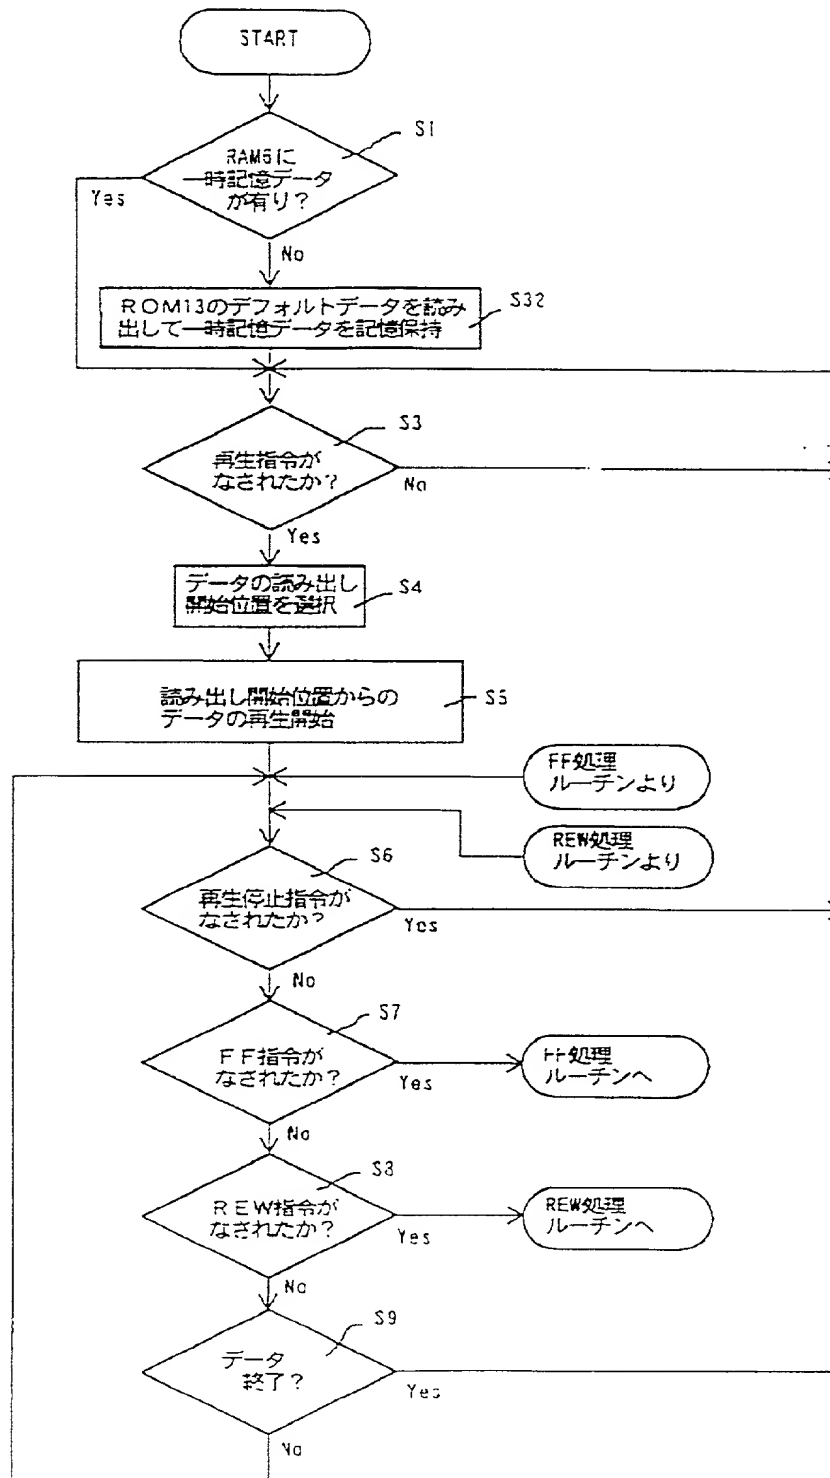 START
S1
RAM6に
一時記憶データ
が有り？
Yes
No
S32
ROM13のデフォルトデータを読み
出して一時記憶データを記憶保持
S3
再生指令が
なされたか？
No
Yes
データの読み出し
開始位置を選択
S4
読み出し開始位置からの
データの再生開始
S5
FF処理
ルーチンより
REW処理
ルーチンより
S6
再生停止指令が
なされたか？
Yes
No
S7
FF指令が
なされたか？
Yes
FF処理
ルーチンへ
No
S8
REW指令が
なされたか？
Yes
REW処理
ルーチンへ
No
S9
データ
終了？
Yes
No